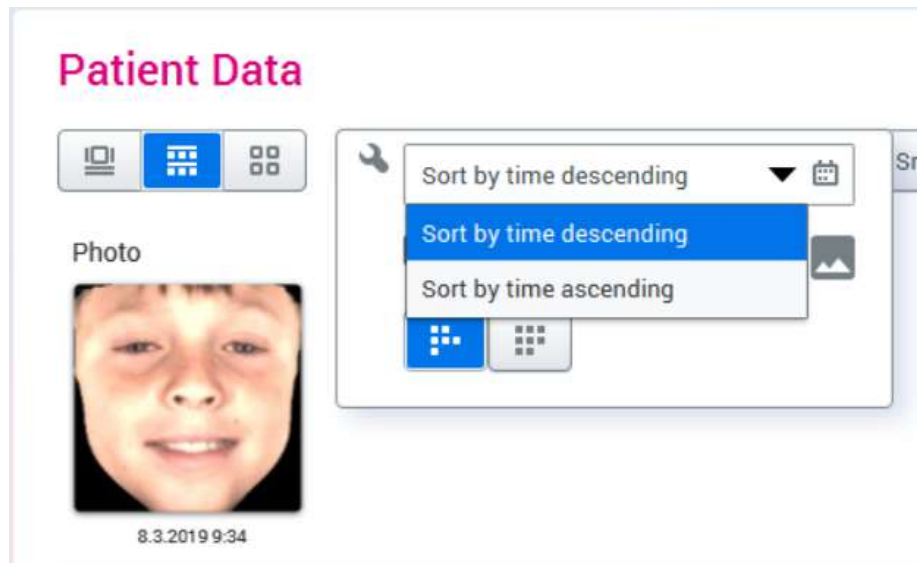 Patient Data
Sort by time descending
Sort by time descending
Sort by time ascending
Photo
8.3.2019 9:34